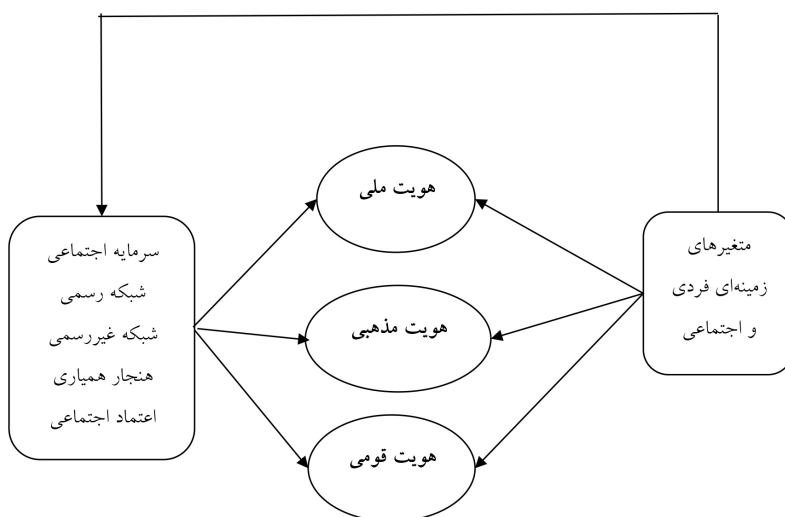 متغیرهای
زمینه‌ای فردی
و اجتماعی
هویت ملی
هویت مذهبی
هویت قومی
سرمایه اجتماعی
شبکه رسمی
شبکه غیررسمی
هنجار همیاری
اعتماد اجتماعی